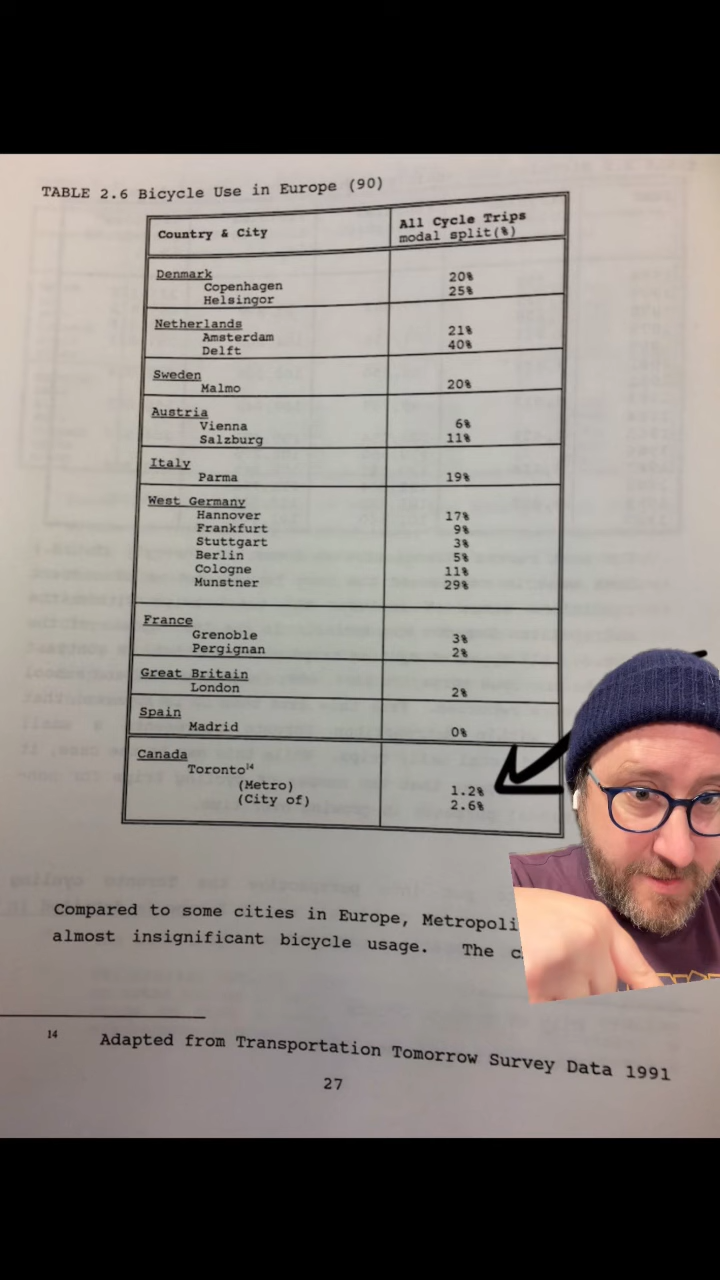 TABLE 2.6 Bicycle Use in Europe (90)
Country & City All Cycle Trips
modal split(%)
Denmark
Copenhagen 20%
Helsingor 25%
Netherlands
Amsterdam 21%
Delft 40%
Sweden
Malmo 20%
Austria
Vienna 6%
Salzburg 11%
Italy
Parma 19%
West Germany
Hannover 17%
Frankfurt 9%
Stuttgart 3%
Berlin 5%
Cologne 11%
Munstner 29%
France
Grenoble 3%
Pergignan 2%
Great Britain
London 2%
Spain
Madrid 0%
Canada
Toronto14
(Metro) 1.2%
(City of) 2.6%
Compared to some cities in Europe, Metropoli
almost insignificant bicycle usage. The c
14 Adapted from Transportation Tomorrow Survey Data 1991
27